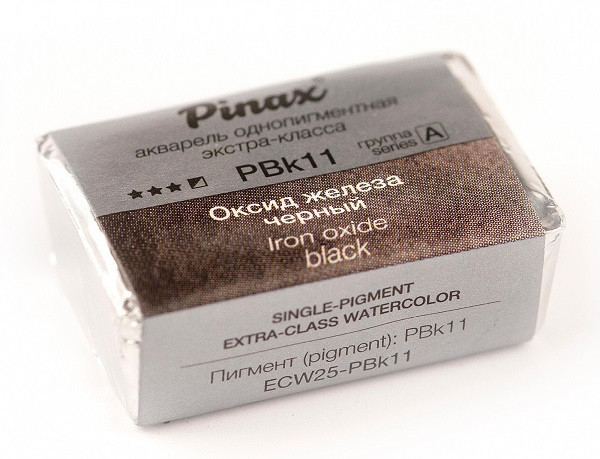 Pinax®
акварель однопигментная
экстра-класса
PBk11
группа
series A
Оксид железа
черный
Iron oxide
black
SINGLE-PIGMENT
EXTRA-CLASS WATERCOLOR
Пигмент (pigment): PBk11
ECW25-PBk11